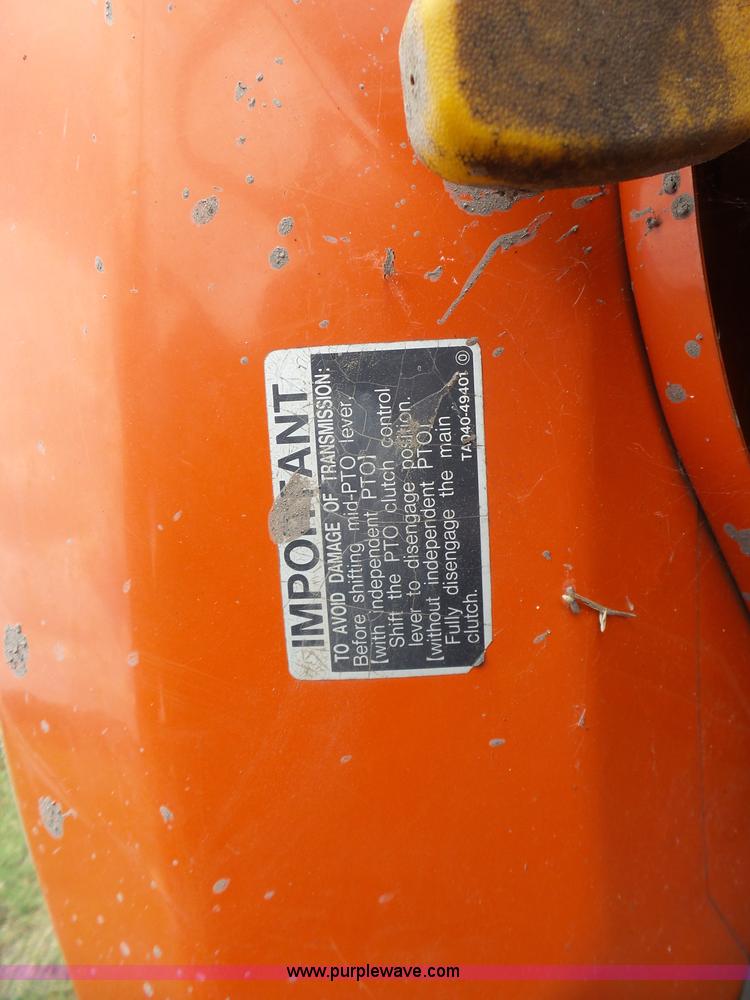 IMPORTANT
TO AVOID DAMAGE OF TRANSMISSION:
Before shifting mid-PTO lever
[with independent PTO]
Shift the PTO clutch control
lever to disengage position.
[without independent PTO]
Fully disengage the main
clutch.
TA040-49401
www.purplewave.com